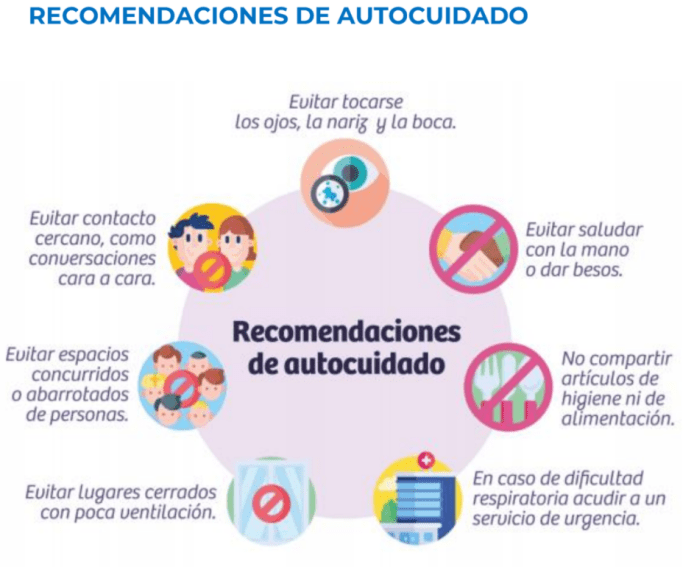 RECOMENDACIONES DE AUTOCUIDADO
Evitar tocarse
los ojos, la nariz y la boca.
Evitar saludar
con la mano
o dar besos.
No compartir
artículos de
higiene ni de
alimentación.
En caso de dificultad
respiratoria acudir a un
servicio de urgencia.
Evitar lugares cerrados
con poca ventilación.
Evitar espacios
concurridos
o abarrotados
de personas.
Evitar contacto
cercano, como
conversaciones
cara a cara.
Recomendaciones
de autocuidado